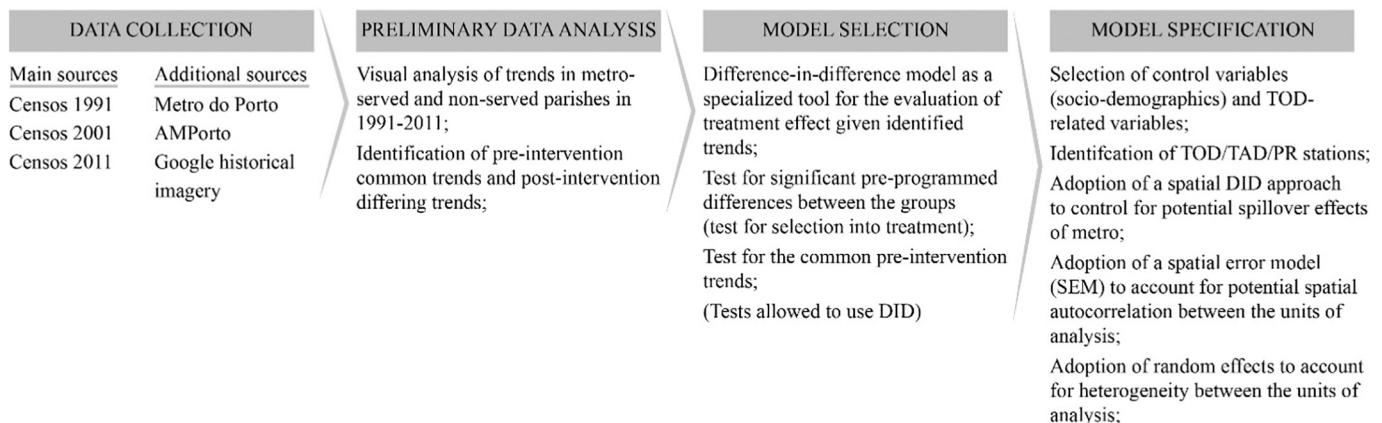 DATA COLLECTION
Main sources
Additional sources
Censos 1991
Metro do Porto
Censos 2001
AMPorto
Censos 2011
Google historical
imagery
PRELIMINARY DATA ANALYSIS
Visual analysis of trends in metro-
served and non-served parishes in
1991-2011;
Identification of pre-intervention
common trends and post-intervention
differing trends;
MODEL SELECTION
Difference-in-difference model as a
specialized tool for the evaluation of
treatment effect given identified
trends;
Test for significant pre-programmed
differences between the groups
(test for selection into treatment);
Test for the common pre-intervention
trends;
(Tests allowed to use DID)
MODEL SPECIFICATION
Selection of control variables
(socio-demographics) and TOD-
related variables;
Identifcation of TOD/TAD/PR stations;
Adoption of a spatial DID approach
to control for potential spillover effects
of metro;
Adoption of a spatial error model
(SEM) to account for potential spatial
autocorrelation between the units of
analysis;
Adoption of random effects to account
for heterogeneity between the units of
analysis;